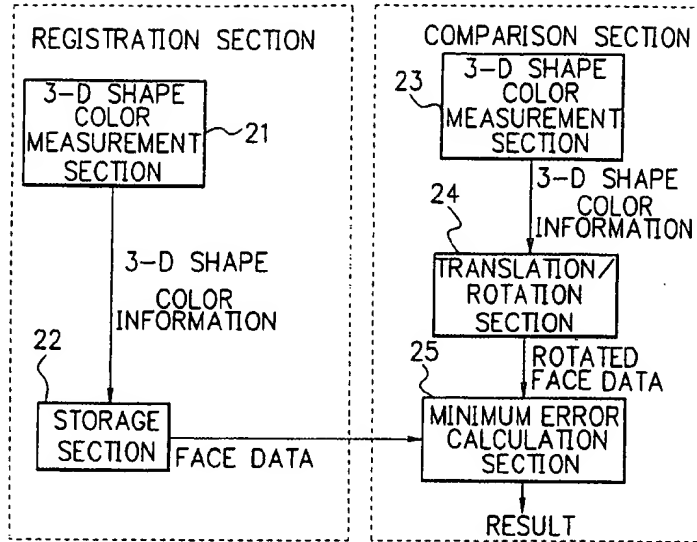 REGISTRATION SECTION
3-D SHAPE
COLOR
MEASUREMENT
SECTION
21
3-D SHAPE
COLOR
INFORMATION
22
STORAGE
SECTION
FACE DATA
COMPARISON SECTION
23
3-D SHAPE
COLOR
MEASUREMENT
SECTION
3-D SHAPE
COLOR
INFORMATION
24
TRANSLATION/
ROTATION
SECTION
25
ROTATED
FACE DATA
MINIMUM ERROR
CALCULATION
SECTION
RESULT